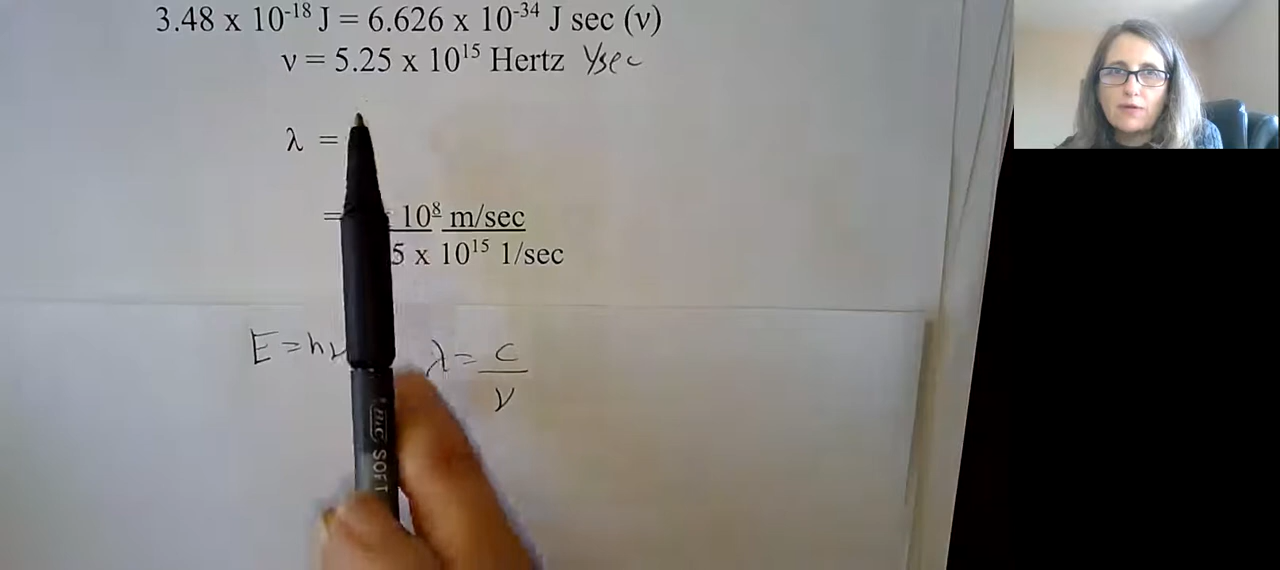 3.48 x 10⁻¹⁸ J = 6.626 x 10⁻³⁴ J sec (ν)
ν = 5.25 x 10¹⁵ Hertz 1/sec
λ =
= 10⁸ m/sec
5 x 10¹⁵ 1/sec
E = hν λ = c
ν
BIC SOFT